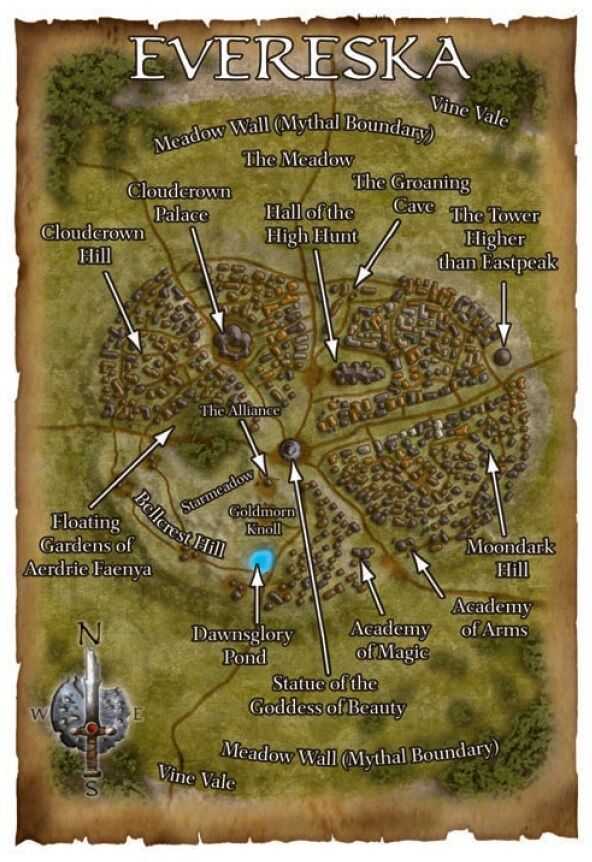 EVERESKA
Vine Vale
Meadow Wall (Mythal Boundary)
The Meadow
Cloudcrown
Palace
The Groaning
Cave
Hall of the
High Hunt
The Tower
Higher
than Eastpeak
Cloudcrown
Hill
The Alliance
Starmeadow
Goldmorn
Knoll
Bellcrest Hill
Floating
Gardens of
Aerdrie Faenya
Moondark
Hill
Academy
of Arms
Dawnsglory
Pond
Academy
of Magic
Statue of the
Goddess of Beauty
N
W
E
S
Meadow Wall (Mythal Boundary)
Vine Vale